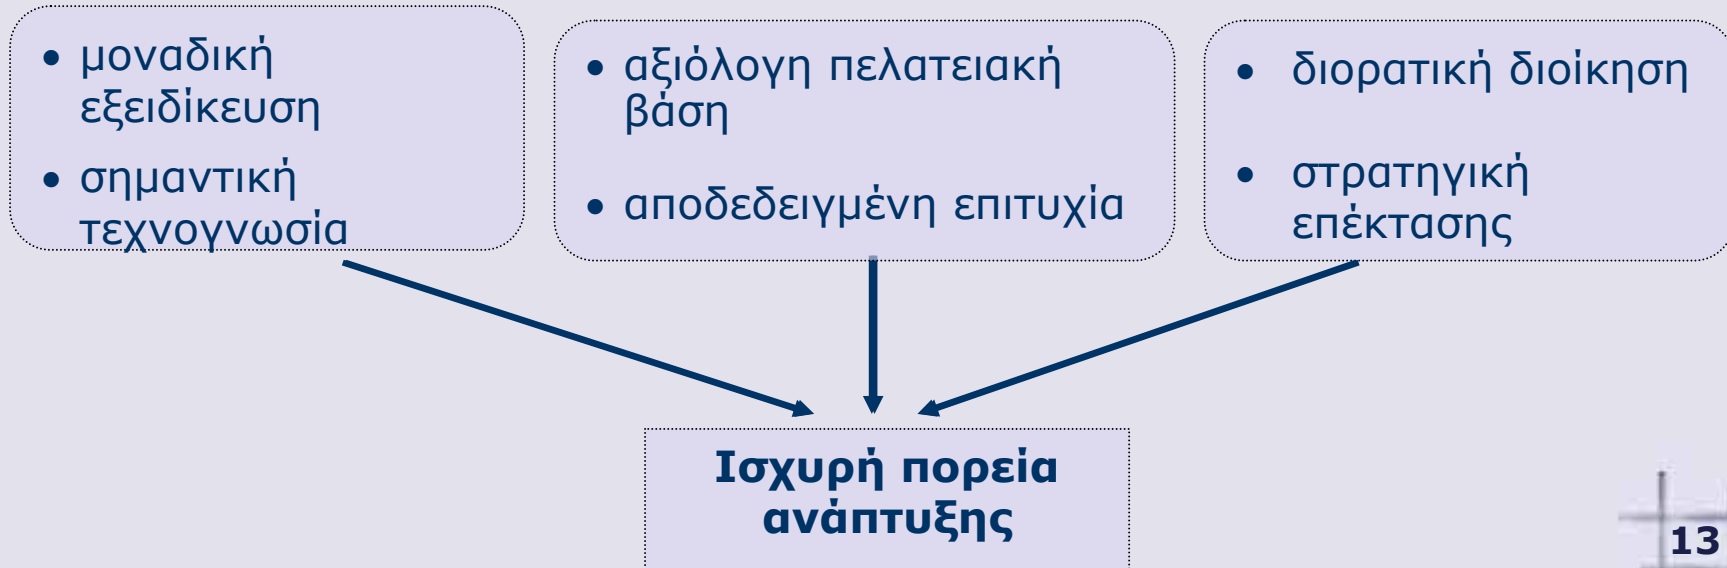 • μοναδική
εξειδίκευση
• σημαντική
τεχνογνωσία
• αξιόλογη πελατειακή
βάση
• αποδεδειγμένη επιτυχία
• διορατική διοίκηση
• στρατηγική
επέκτασης
Ισχυρή πορεία
ανάπτυξης
13